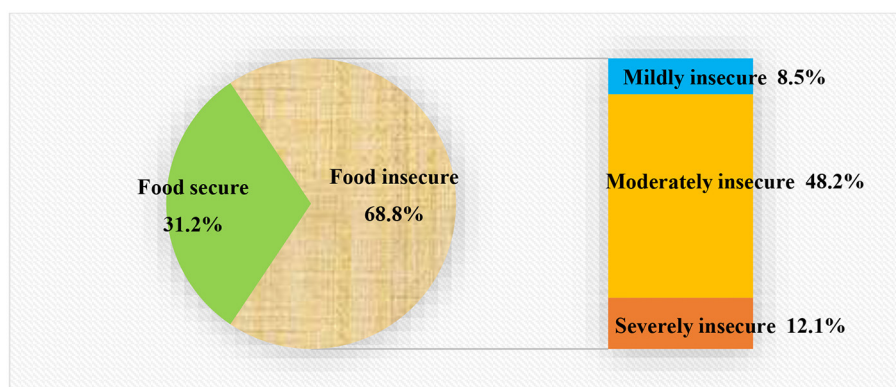 Food secure
31.2%
Food insecure
68.8%
Mildly insecure 8.5%
Moderately insecure 48.2%
Severely insecure 12.1%